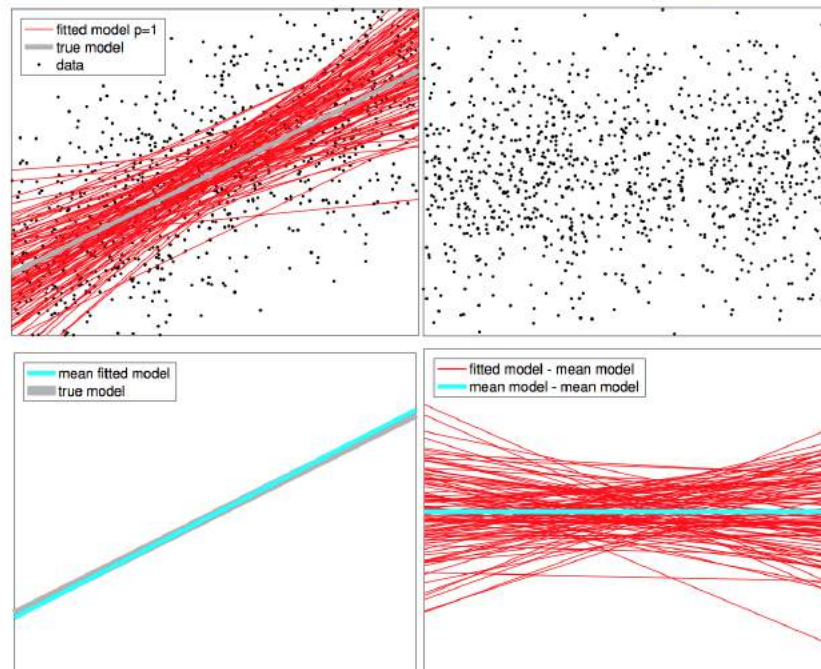 fitted model p=1
true model
data
mean fitted model
true model
fitted model - mean model
mean model - mean model